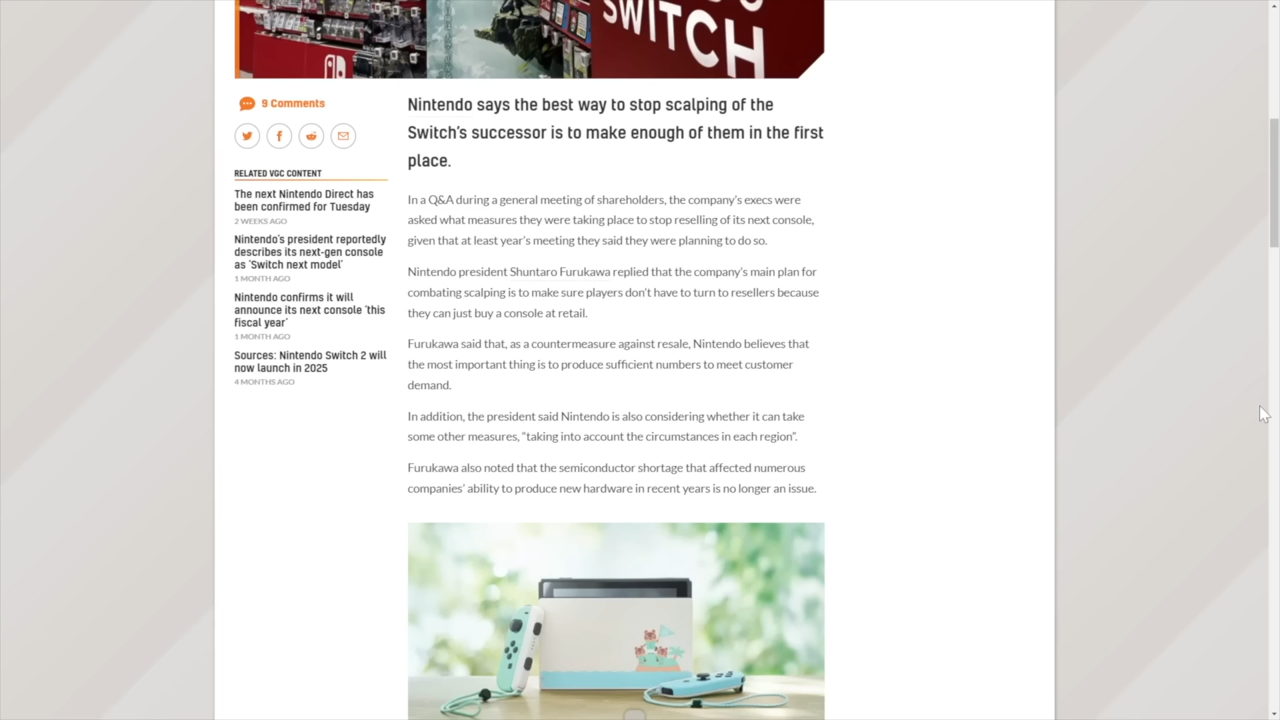 SWITCH
9 Comments
RELATED VGC CONTENT
The next Nintendo Direct has
been confirmed for Tuesday
2 WEEKS AGO
Nintendo's president reportedly
describes its next-gen console
as 'Switch next model'
1 MONTH AGO
Nintendo confirms it will
announce its next console 'this
fiscal year'
1 MONTH AGO
Sources: Nintendo Switch 2 will
now launch in 2025
4 MONTHS AGO
Nintendo says the best way to stop scalping of the
Switch's successor is to make enough of them in the first
place.
In a Q&A during a general meeting of shareholders, the company's execs were
asked what measures they were taking place to stop reselling of its next console,
given that at least year's meeting they said they were planning to do so.
Nintendo president Shuntaro Furukawa replied that the company's main plan for
combating scalping is to make sure players don't have to turn to resellers because
they can just buy a console at retail.
Furukawa said that, as a countermeasure against resale, Nintendo believes that
the most important thing is to produce sufficient numbers to meet customer
demand.
In addition, the president said Nintendo is also considering whether it can take
some other measures, "taking into account the circumstances in each region".
Furukawa also noted that the semiconductor shortage that affected numerous
companies' ability to produce new hardware in recent years is no longer an issue.